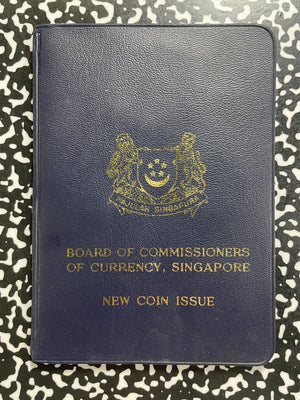 MAJULAH SINGAPURA
BOARD OF COMMISSIONERS
OF CURRENCY, SINGAPORE
NEW COIN ISSUE